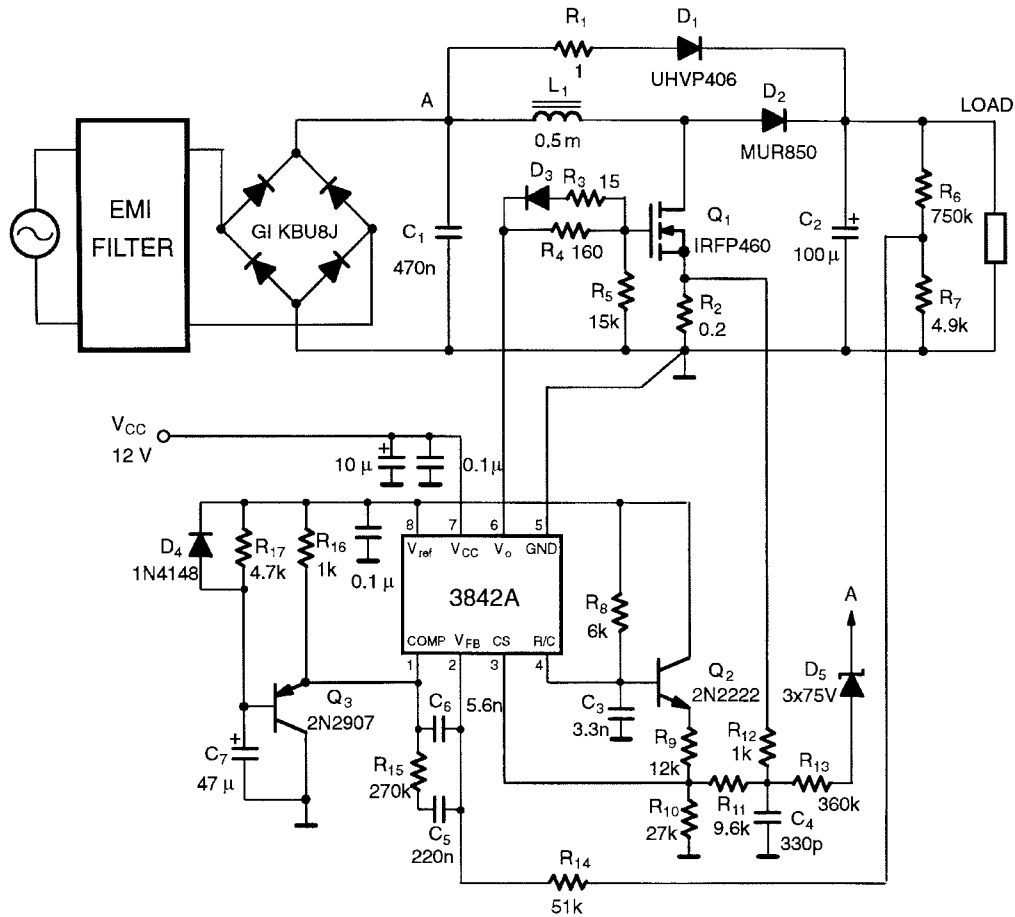 R1
1
D1
UHVP406
A
L1
0.5 m
D2
MUR850
LOAD
EMI
FILTER
GI KBU8J
C1
470n
D3
R3
15
R4
160
R5
15k
Q1
IRFP460
R2
0.2
C2
+
100 μ
R6
750k
R7
4.9k
VCC
12 V
10 μ
+
0.1 μ
D4
1N4148
R17
4.7k
R16
1k
0.1 μ
8
7
6
5
Vref
VCC
Vo
GND
3842A
COMP
VFB
CS
R/C
1
2
3
4
R8
6k
A
D5
3x75V
Q2
2N2222
C3
3.3n
Q3
2N2907
C6
5.6n
R9
12k
R12
1k
R13
360k
C7
+
47 μ
R15
270k
C5
220n
R10
27k
R11
9.6k
C4
330p
R14
51k